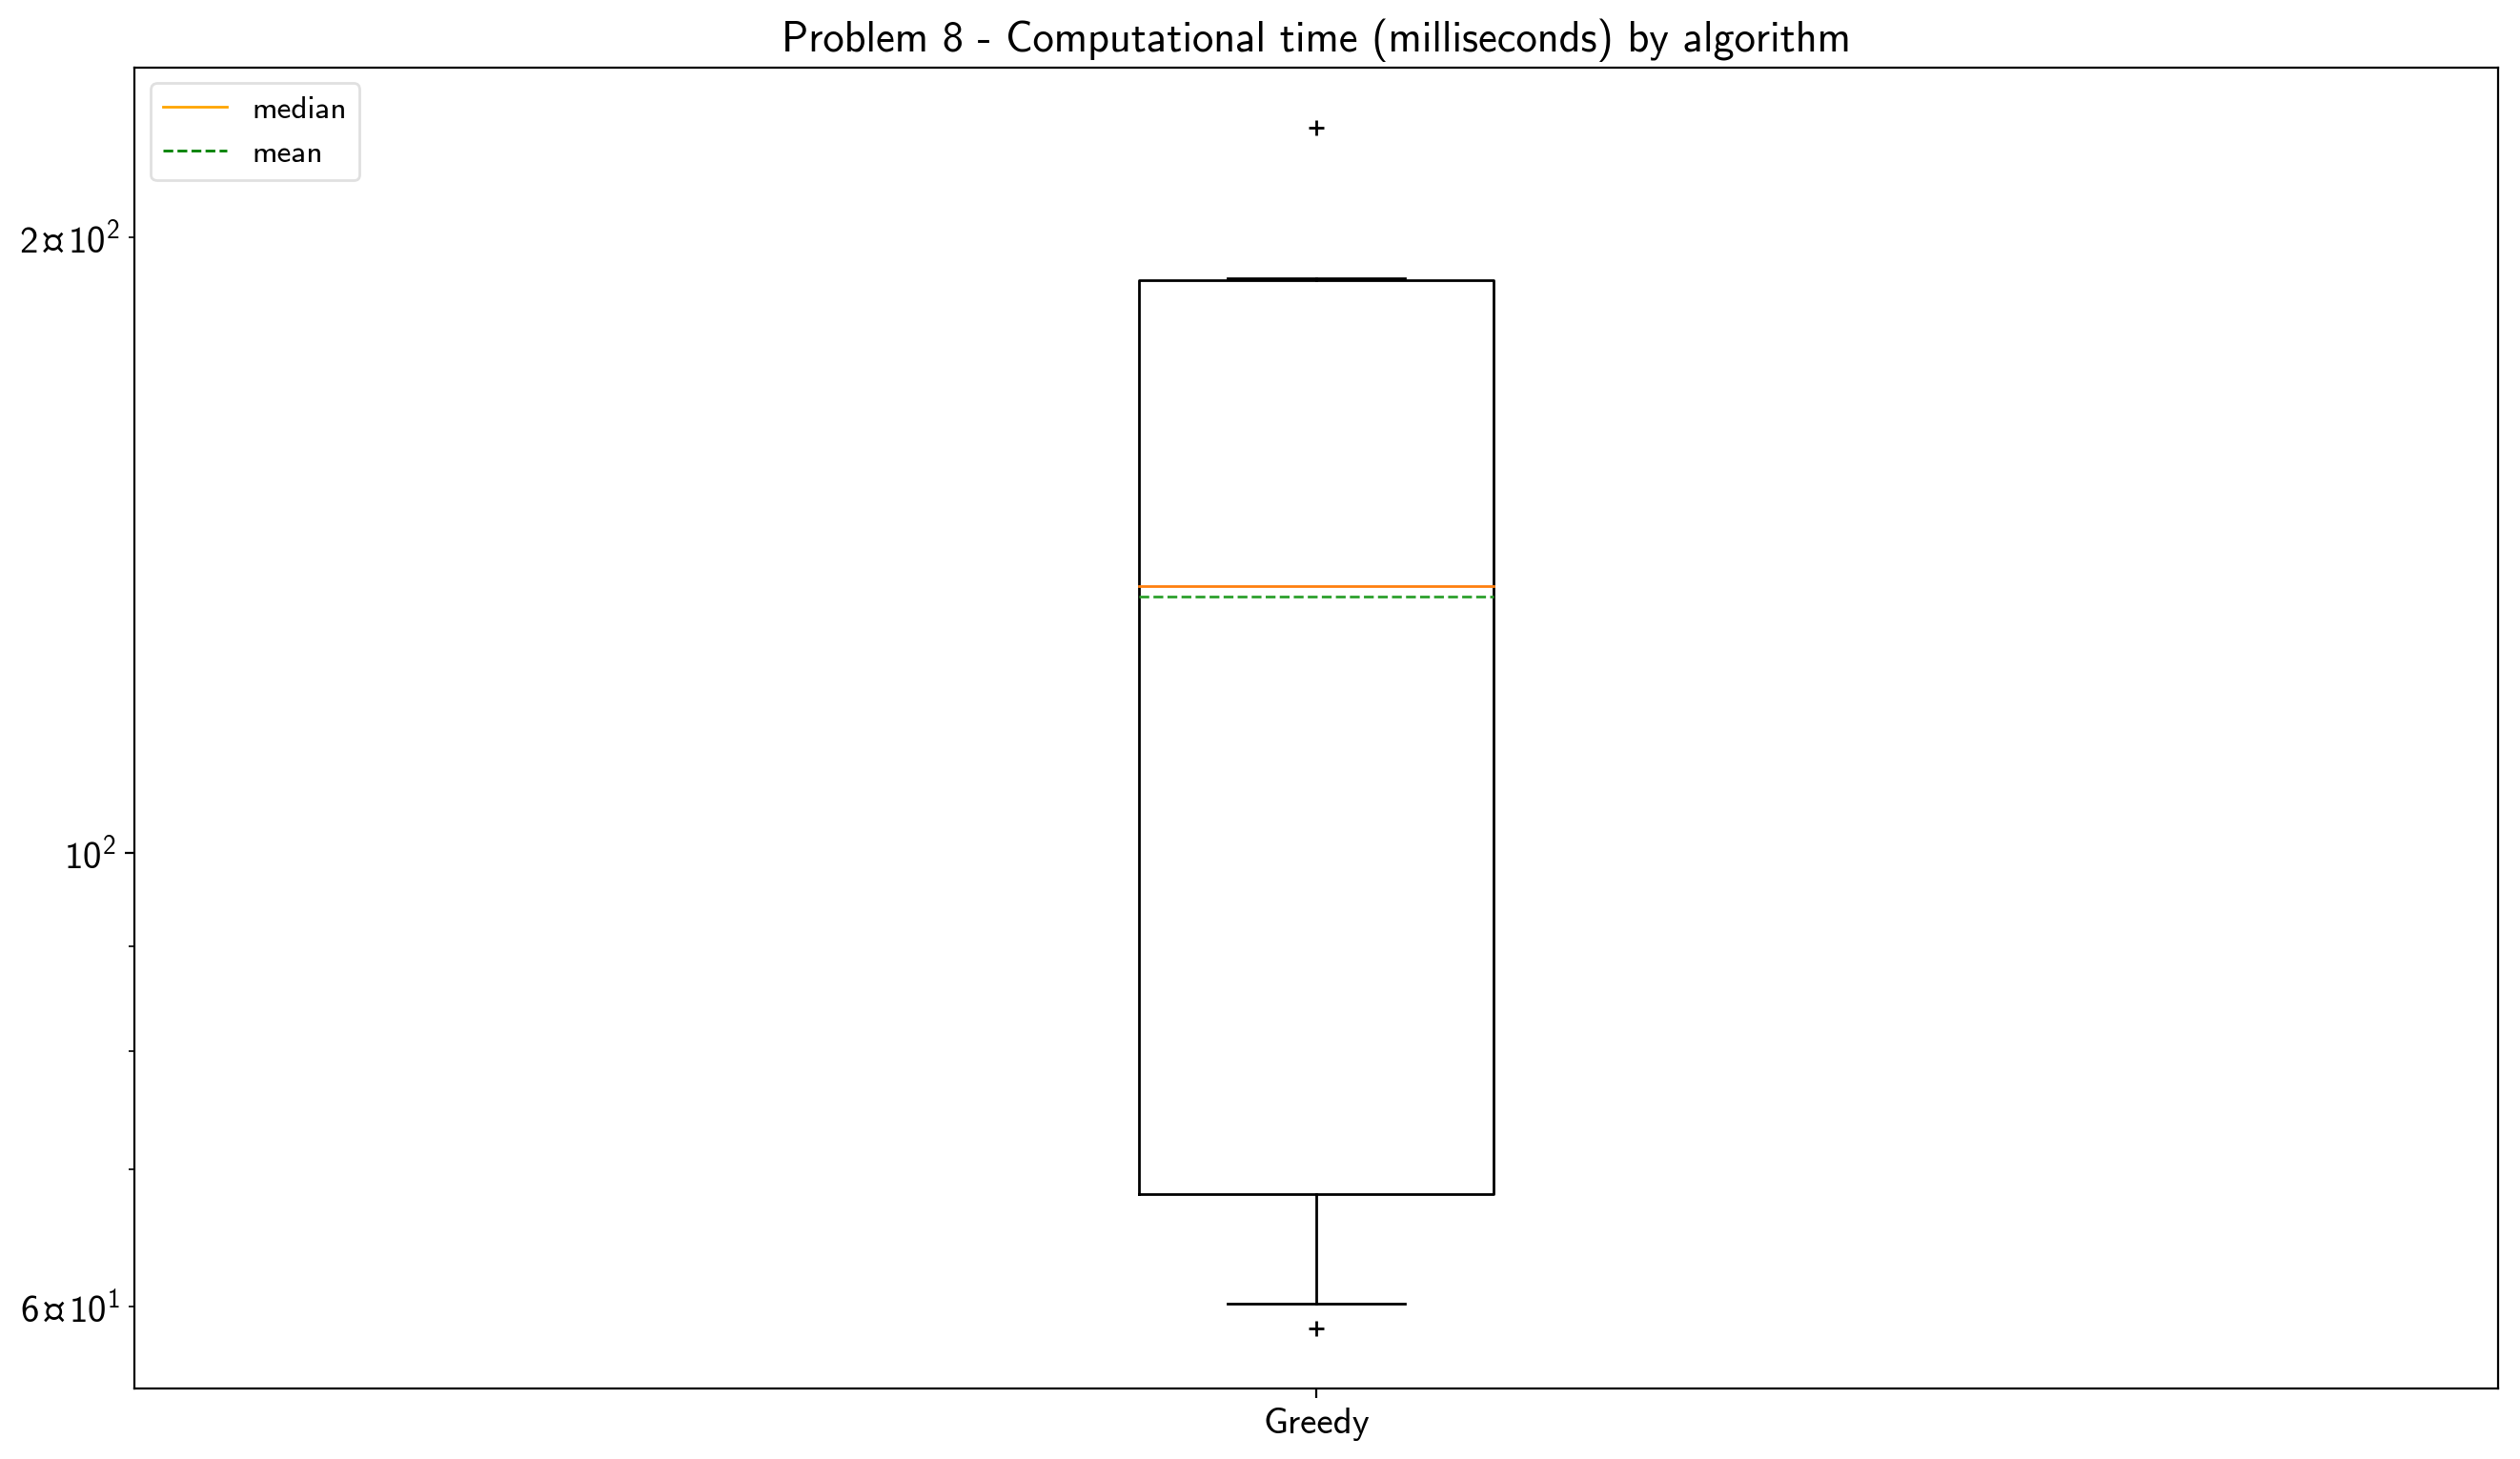 Problem 8 - Computational time (milliseconds) by algorithm
median
mean
2¤10²
10²
6¤10¹
Greedy